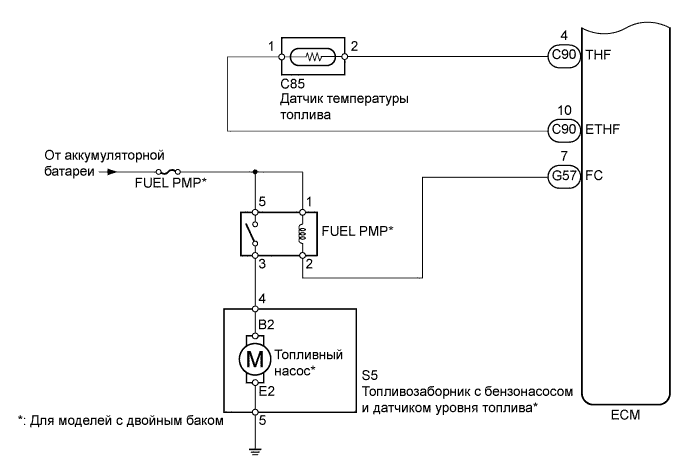 4
1
2
C90
THF
C85
Датчик температуры
топлива
10
C90
ETHF
От аккумуляторной
батареи
7
FUEL PMP*
G57
FC
5
1
FUEL PMP*
3
2
4
B2
M
Топливный
насос*
S5
E2
Топливозаборник с бензонасосом
и датчиком уровня топлива*
*: Для моделей с двойным баком
5
ECM